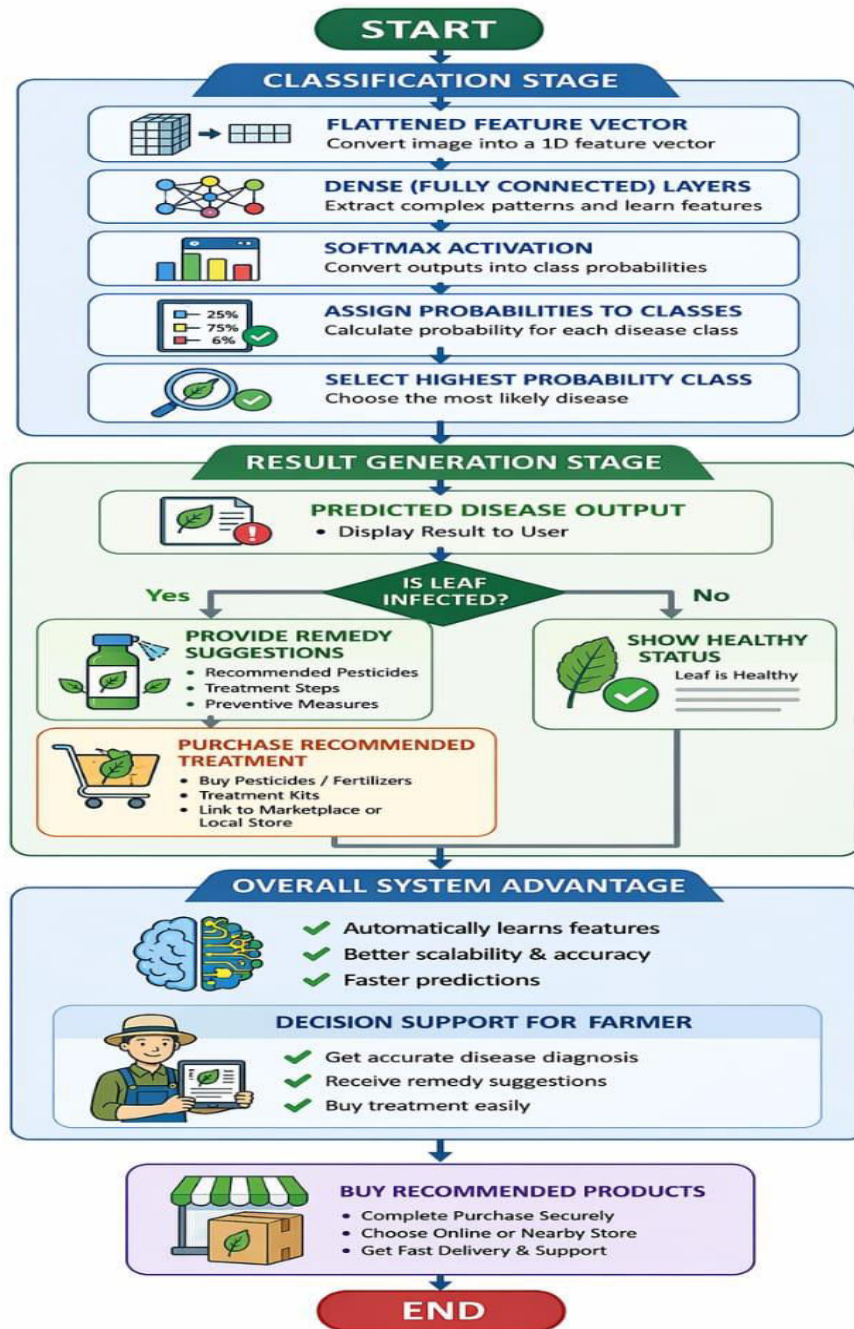 START
CLASSIFICATION STAGE
FLATTENED FEATURE VECTOR
Convert image into a 1D feature vector
DENSE (FULLY CONNECTED) LAYERS
Extract complex patterns and learn features
SOFTMAX ACTIVATION
Convert outputs into class probabilities
25%
75%
6%
ASSIGN PROBABILITIES TO CLASSES
Calculate probability for each disease class
SELECT HIGHEST PROBABILITY CLASS
Choose the most likely disease
RESULT GENERATION STAGE
PREDICTED DISEASE OUTPUT
• Display Result to User
IS LEAF
INFECTED?
Yes
No
PROVIDE REMEDY
SUGGESTIONS
• Recommended Pesticides
• Treatment Steps
• Preventive Measures
SHOW HEALTHY
STATUS
Leaf is Healthy
PURCHASE RECOMMENDED
TREATMENT
• Buy Pesticides / Fertilizers
• Treatment Kits
• Link to Marketplace or
Local Store
OVERALL SYSTEM ADVANTAGE
Automatically learns features
Better scalability & accuracy
Faster predictions
DECISION SUPPORT FOR FARMER
Get accurate disease diagnosis
Receive remedy suggestions
Buy treatment easily
BUY RECOMMENDED PRODUCTS
• Complete Purchase Securely
• Choose Online or Nearby Store
• Get Fast Delivery & Support
END